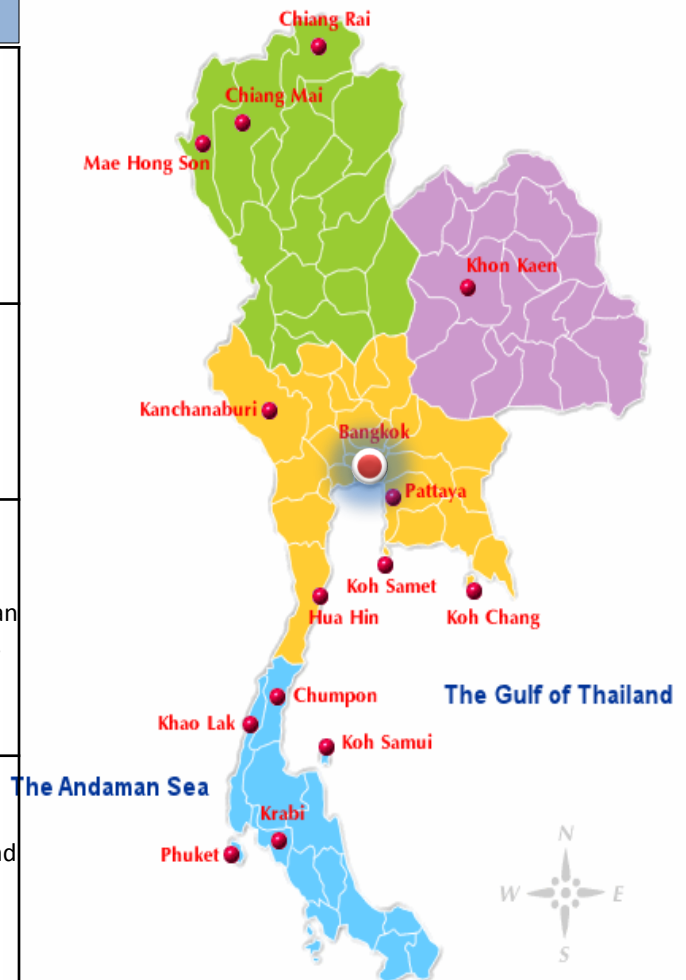 Chiang Rai
Chiang Mai
Mae Hong Son
Khon Kaen
Kanchanaburi
Bangkok
Pattaya
Koh Samet
Hua Hin
Koh Chang
Chumpon
The Gulf of Thailand
Khao Lak
Koh Samui
The Andaman Sea
Krabi
Phuket
N
W
E
S